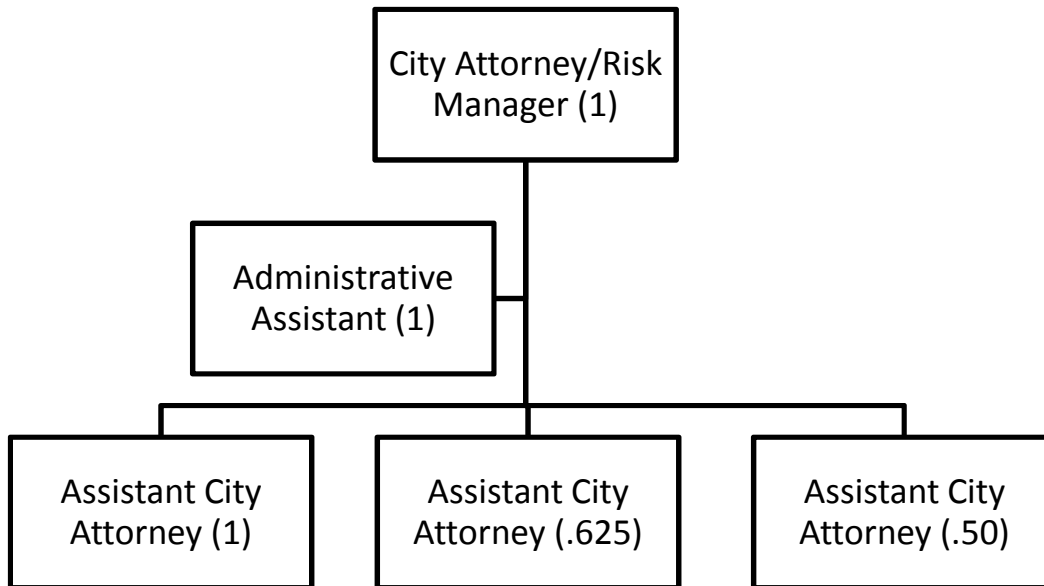 City Attorney/Risk
Manager (1)
Administrative
Assistant (1)
Assistant City
Attorney (1)
Assistant City
Attorney (.625)
Assistant City
Attorney (.50)